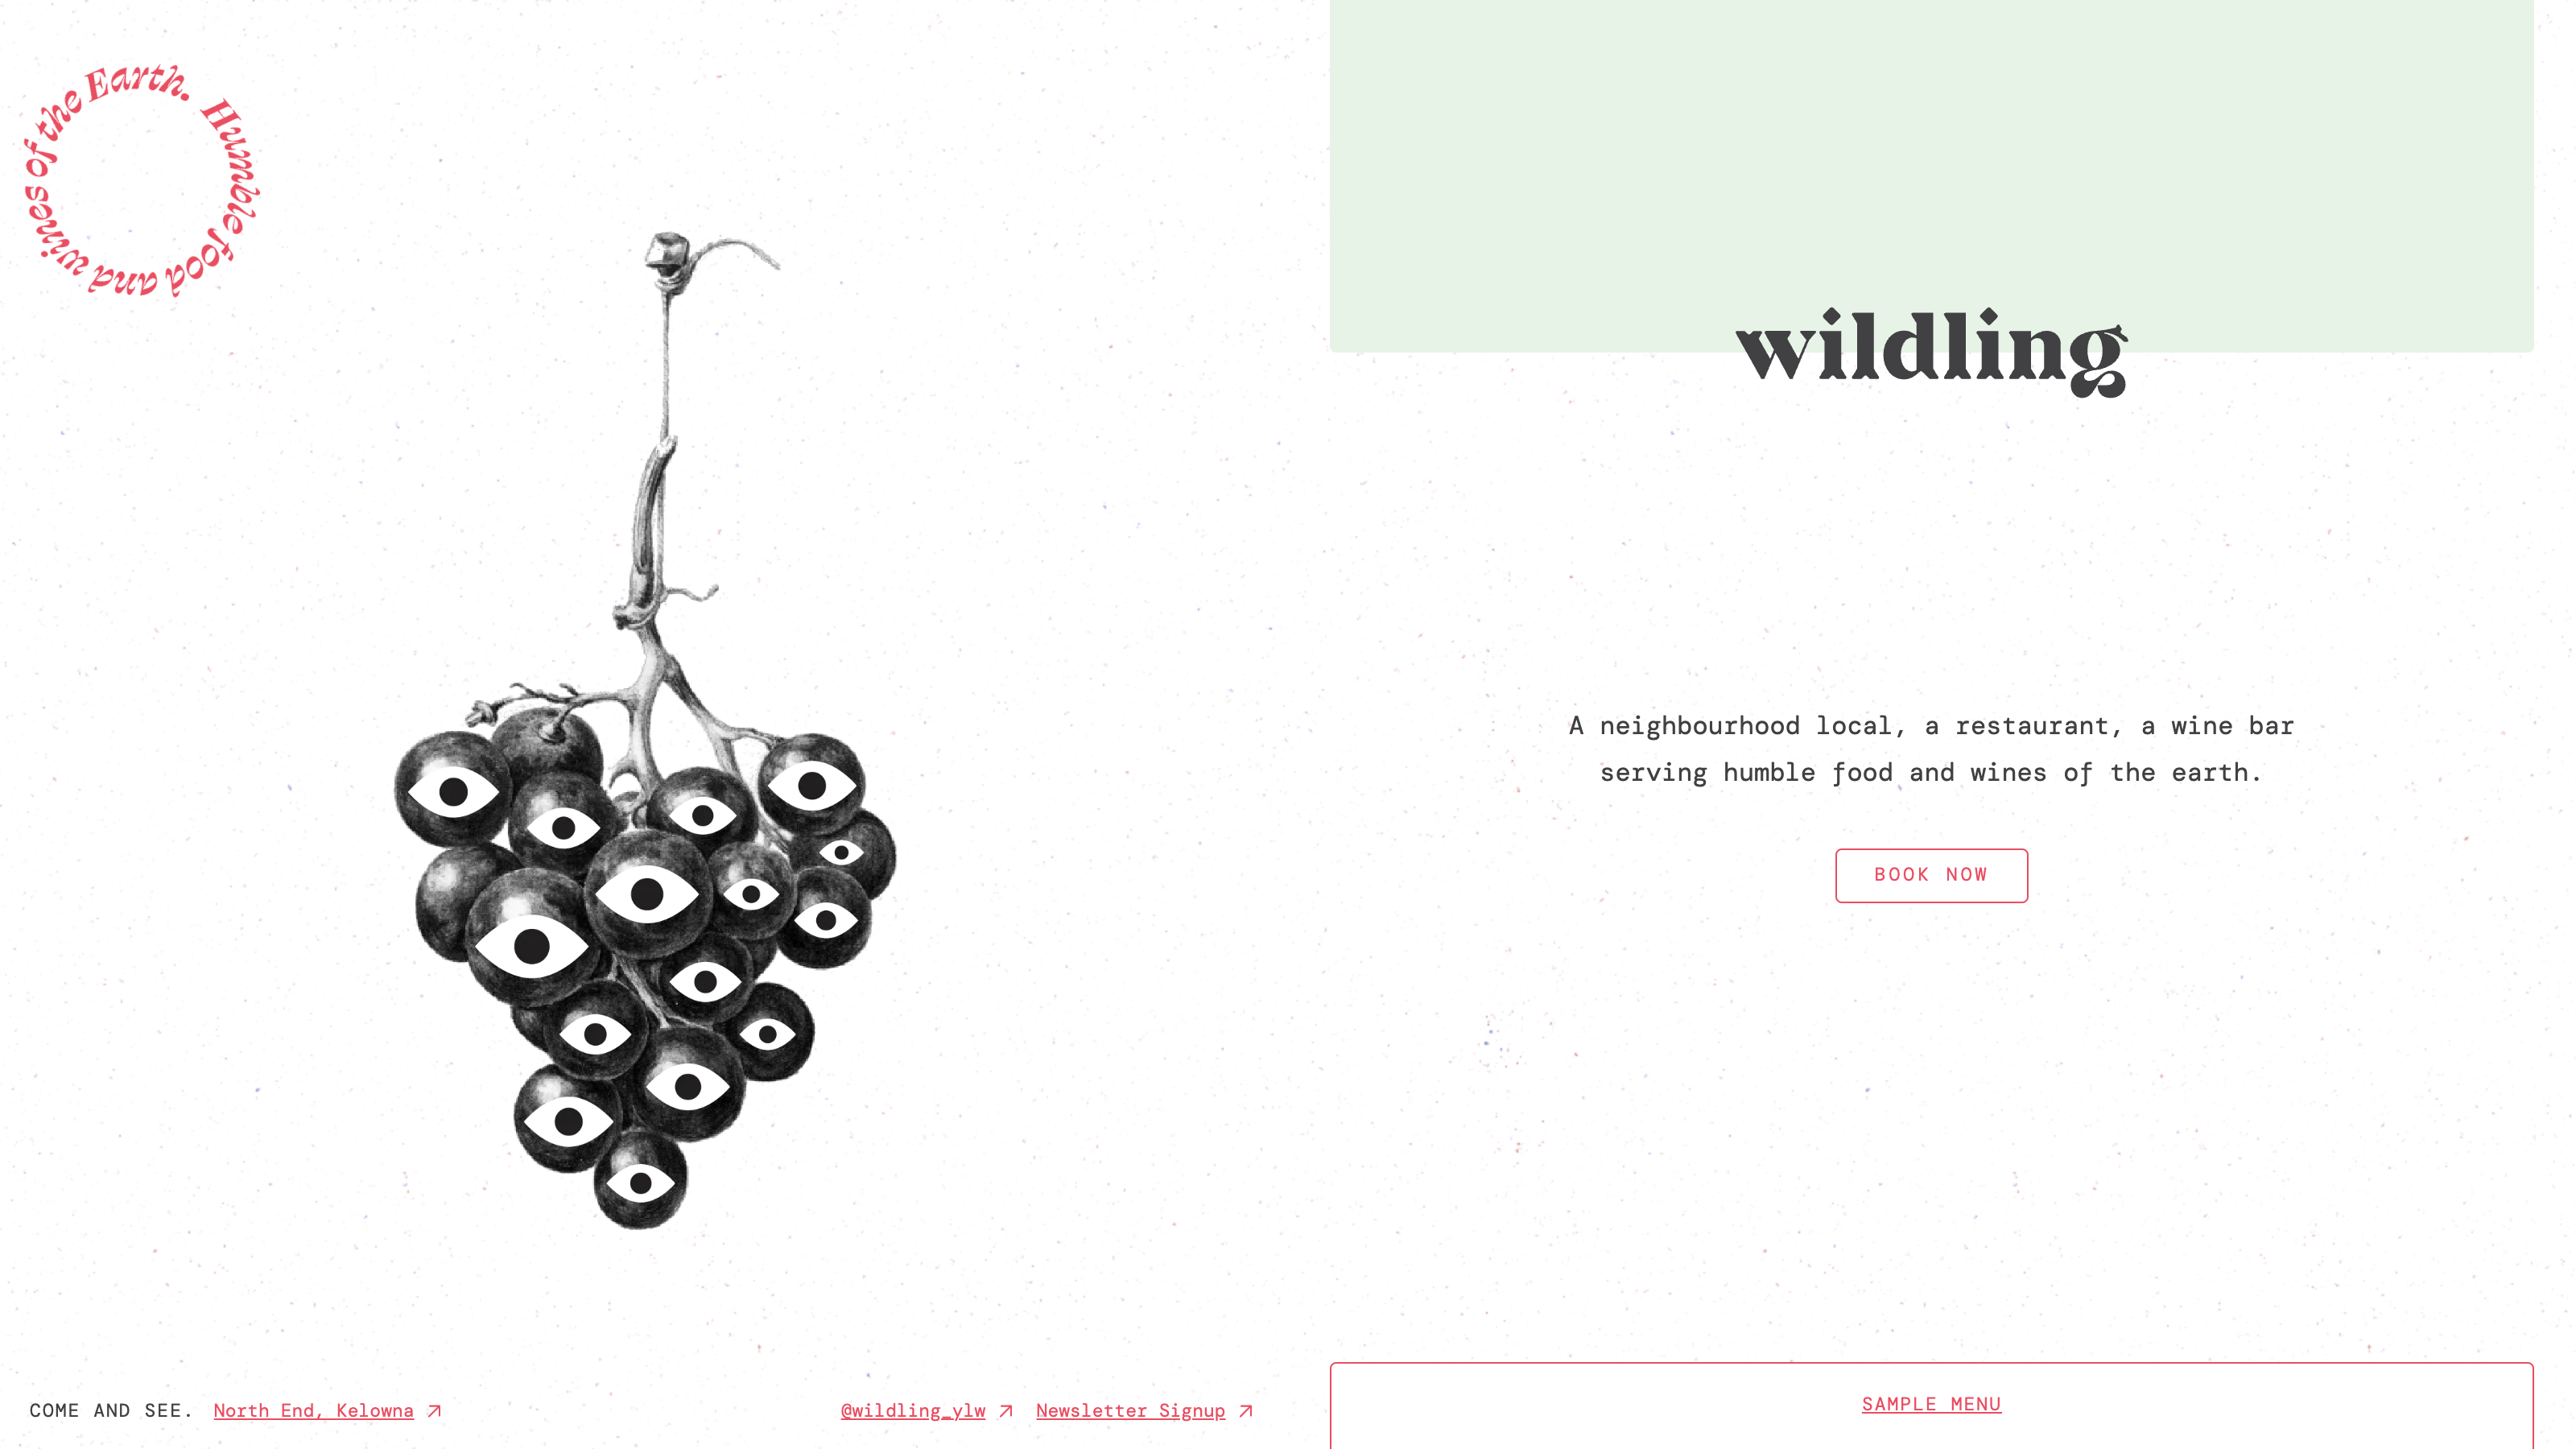 Humble food and wines of the Earth.
wildling
A neighbourhood local, a restaurant, a wine bar
serving humble food and wines of the earth.
BOOK NOW
COME AND SEE. North End, Kelowna ↗
@wildling_ylw ↗ Newsletter Signup ↗
SAMPLE MENU